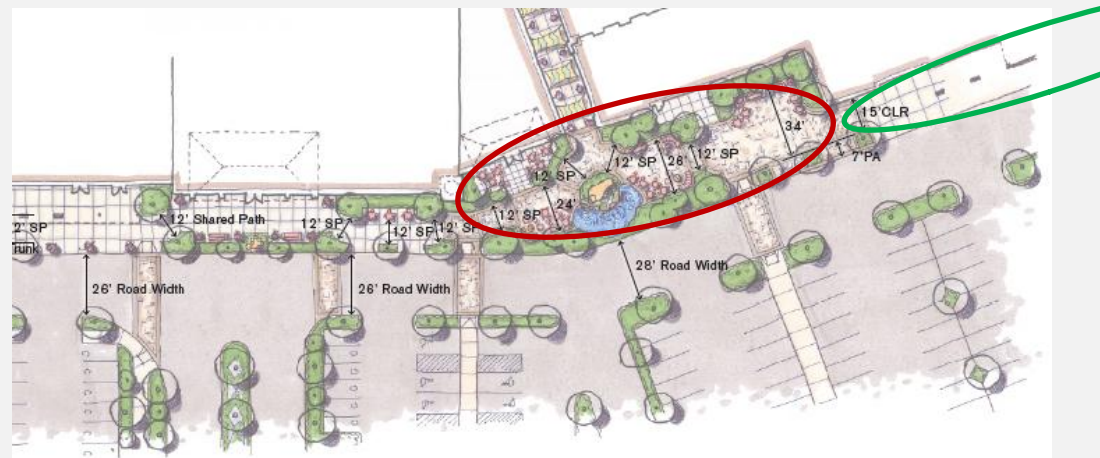 15'CLR
34'
7'PA
12' SP
26'
12' SP
12' SP
24'
12' SP
12' Shared Path
12' SP
12' SP
12' SP
2' SP
Trunk
28' Road Width
26' Road Width
26' Road Width